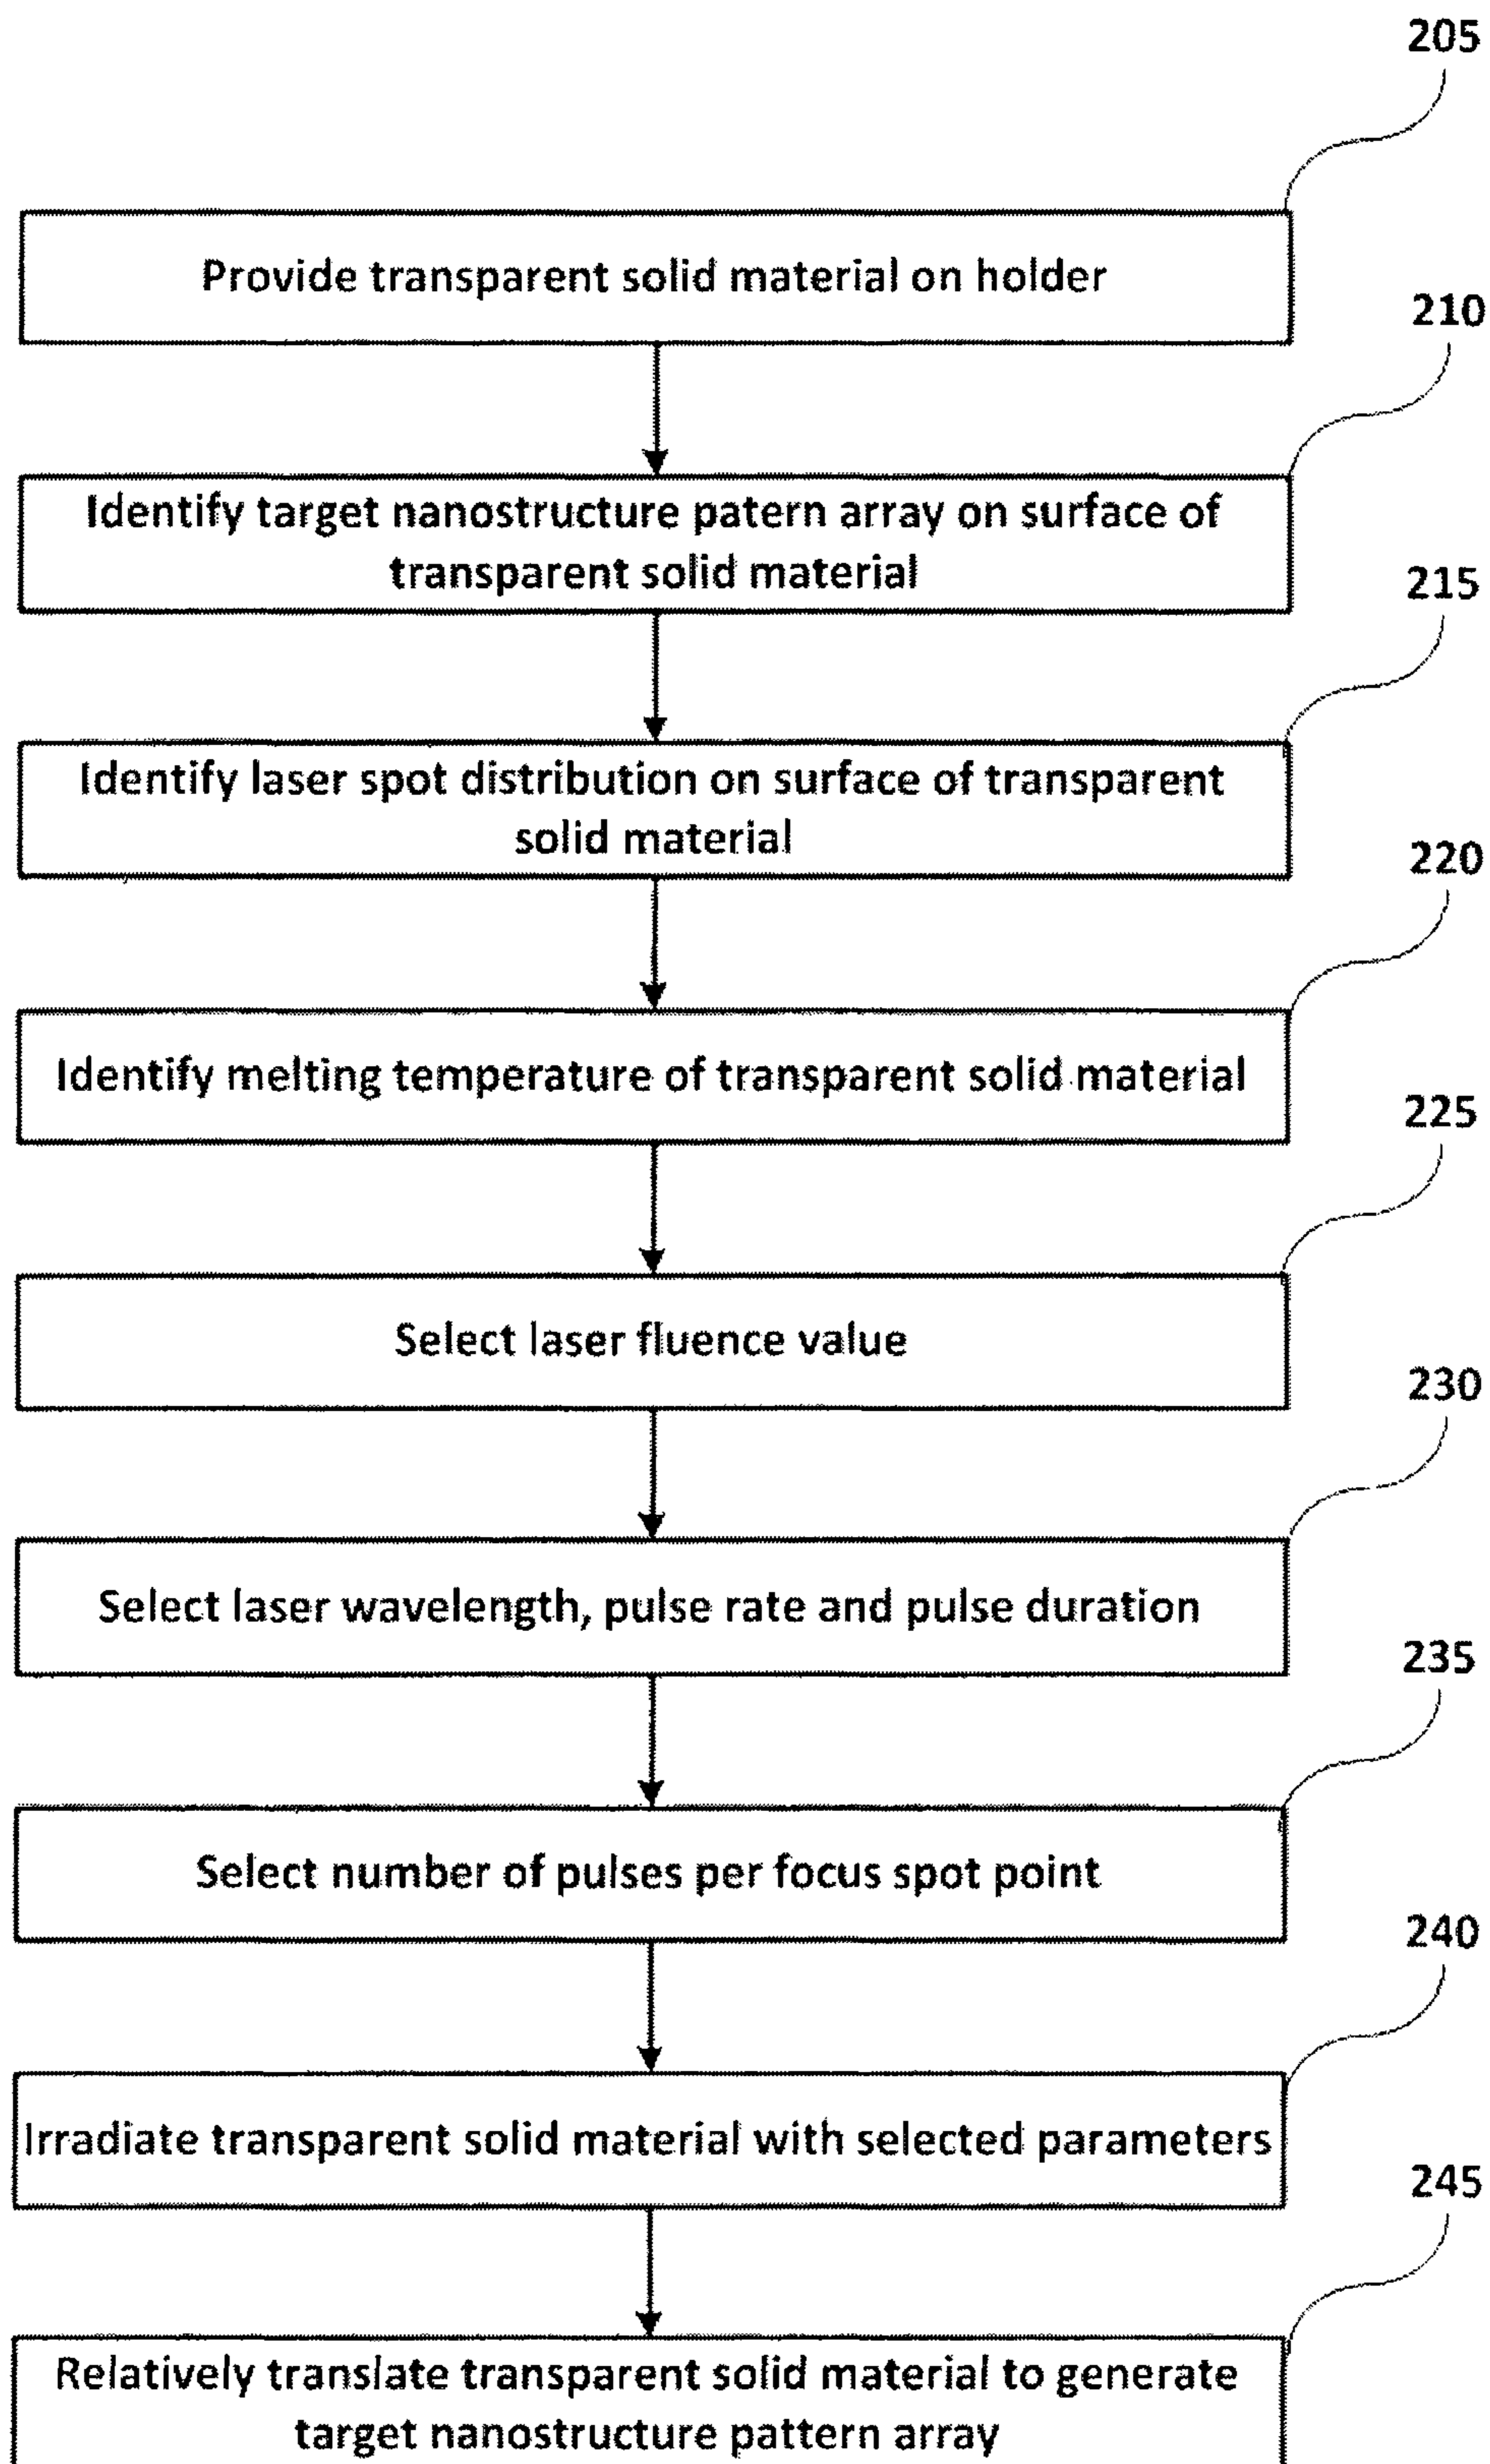 205
Provide transparent solid material on holder
210
Identify target nanostructure patern array on surface of
transparent solid material
215
Identify laser spot distribution on surface of transparent
solid material
220
Identify melting temperature of transparent solid material
225
Select laser fluence value
230
Select laser wavelength, pulse rate and pulse duration
235
Select number of pulses per focus spot point
240
Irradiate transparent solid material with selected parameters
245
Relatively translate transparent solid material to generate
target nanostructure pattern array